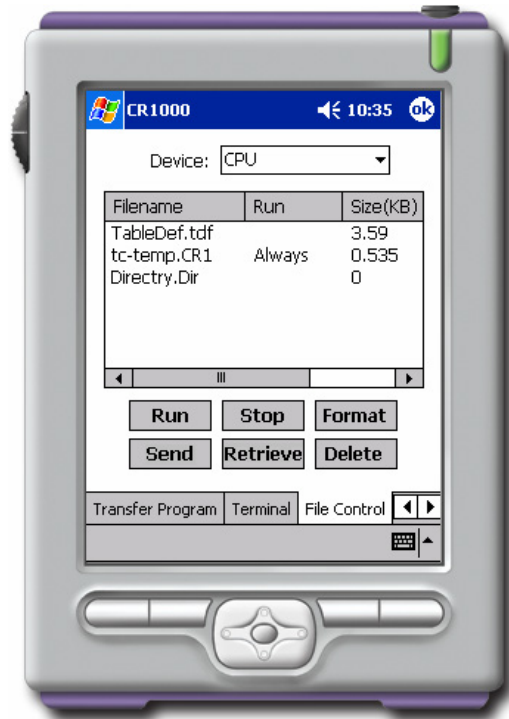 CR1000 10:35 ok
Device: CPU
Filename Run Size(KB)
TableDef.tdf 3.59
tc-temp.CR1 Always 0.535
Directry.Dir 0
Run Stop Format
Send Retrieve Delete
Transfer Program Terminal File Control